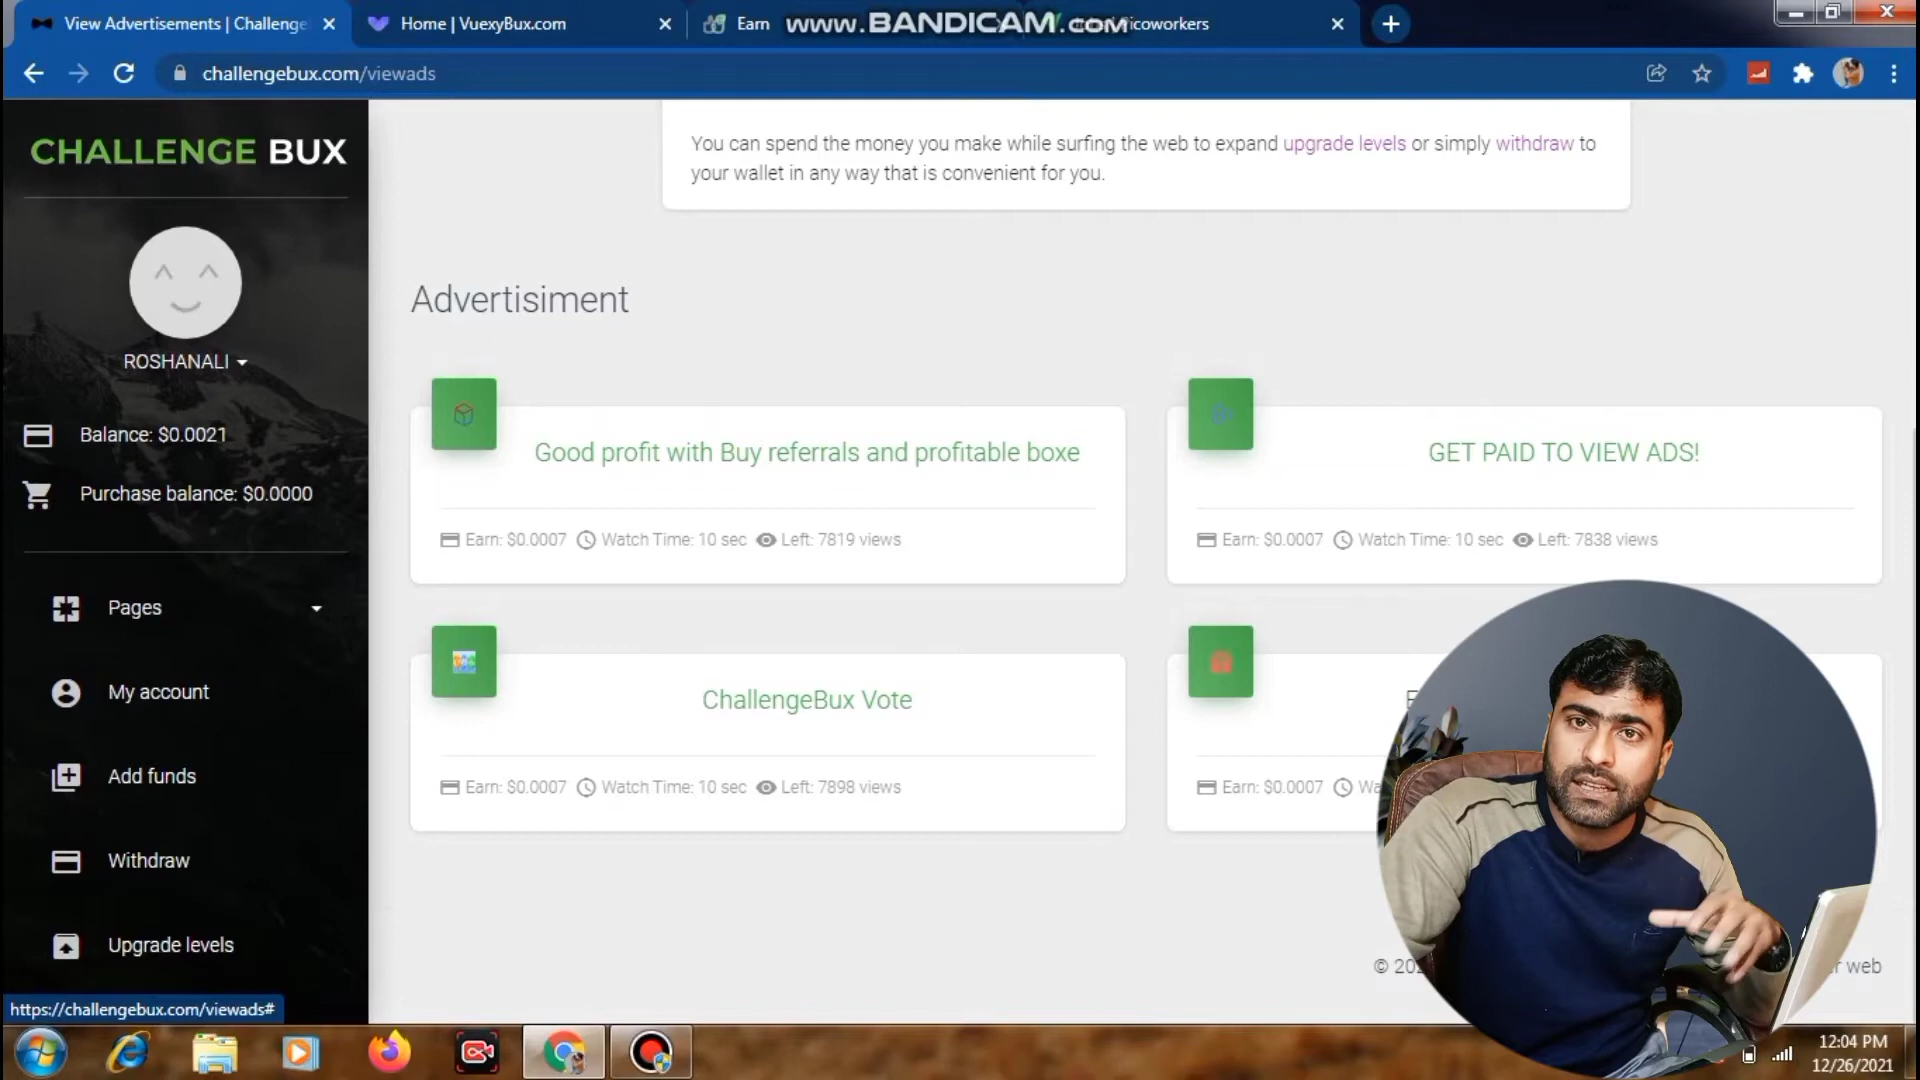 View Advertisements | Challenge
Home | VuexyBux.com
Earn
www.BANDICAM.com
icoworkers
challengebux.com/viewads
CHALLENGE BUX
ROSHANALI
Balance: $0.0021
Purchase balance: $0.0000
Pages
My account
Add funds
Withdraw
Upgrade levels
https://challengebux.com/viewads#
You can spend the money you make while surfing the web to expand upgrade levels or simply withdraw to
your wallet in any way that is convenient for you.
Advertisiment
Good profit with Buy referrals and profitable boxe
Earn: $0.0007 Watch Time: 10 sec Left: 7819 views
GET PAID TO VIEW ADS!
Earn: $0.0007 Watch Time: 10 sec Left: 7838 views
ChallengeBux Vote
Earn: $0.0007 Watch Time: 10 sec Left: 7898 views
Earn: $0.0007
web
12:04 PM
12/26/2021